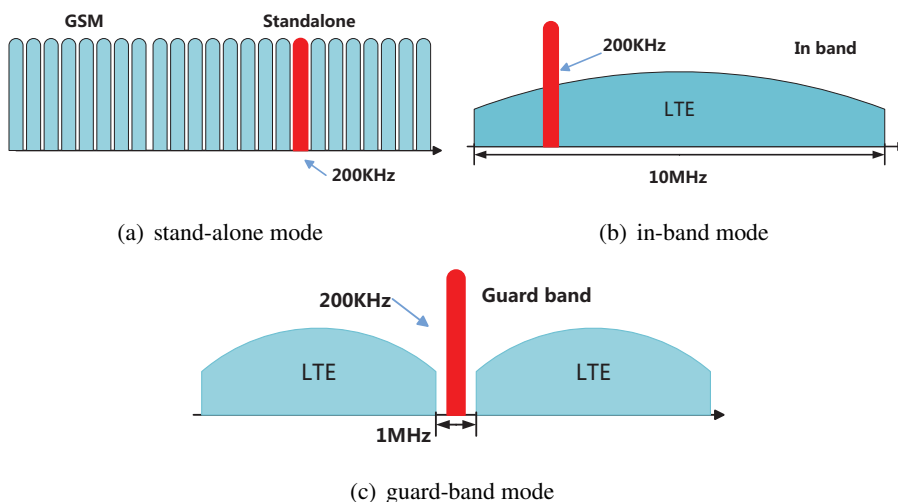 GSM
Standalone
200KHz
(a) stand-alone mode
200KHz
In band
LTE
10MHz
(b) in-band mode
200KHz
Guard band
LTE
LTE
1MHz
(c) guard-band mode